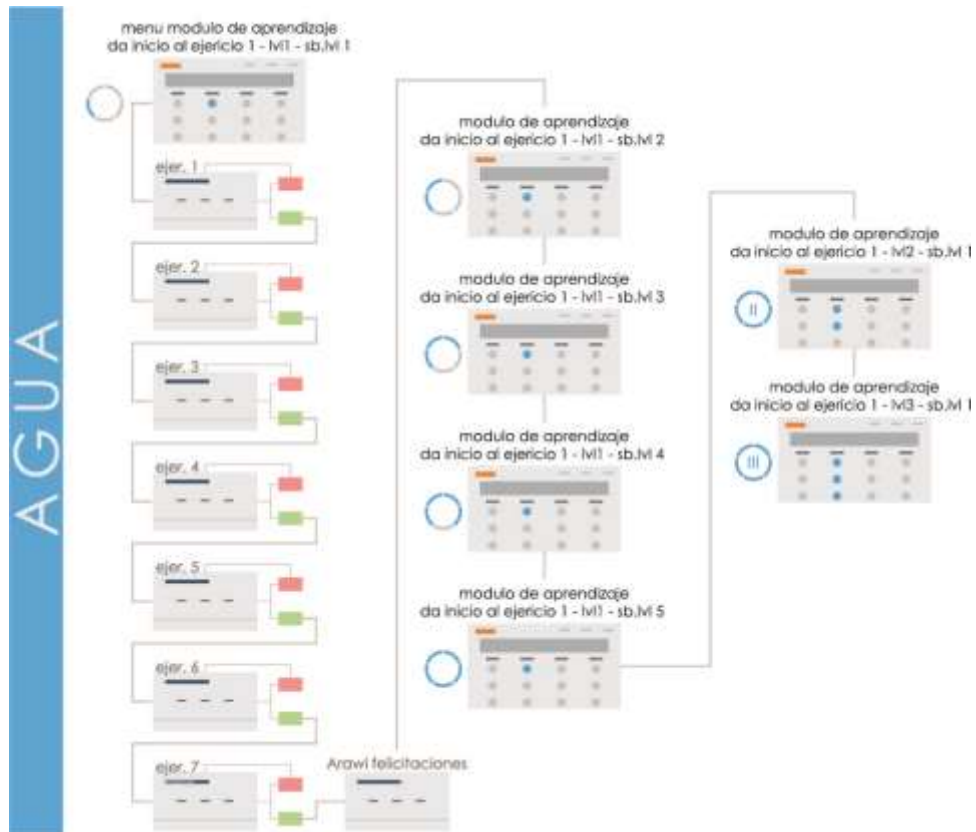 AGUA
menu modulo de aprendizaje
da inicio al ejercicio 1 - lvl1 - sb.lvl 1
ejer. 1
ejer. 2
ejer. 3
ejer. 4
ejer. 5
ejer. 6
ejer. 7
Arawi felicitaciones
modulo de aprendizaje
da inicio al ejericio 1 - lvl1 - sb.lvl 2
modulo de aprendizaje
da inicio al ejericio 1 - lvl1 - sb.lvl 3
modulo de aprendizaje
da inicio al ejericio 1 - lvl1 - sb.lvl 4
modulo de aprendizaje
da inicio al ejericio 1 - lvl1 - sb.lvl 5
modulo de aprendizaje
da inicio al ejericio 1 - lvl2 - sb.lvl 1
II
modulo de aprendizaje
da inicio al ejericio 1 - lvl3 - sb.lvl 1
III